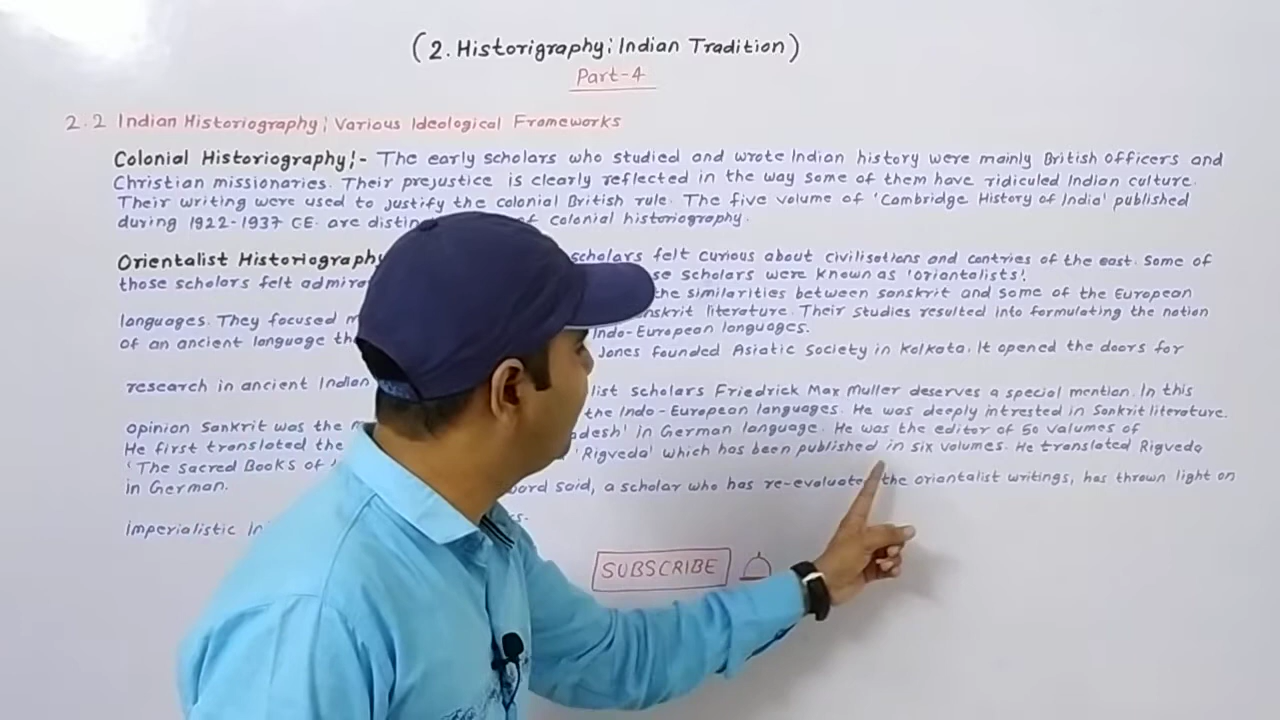 (2. Historigraphy; Indian Tradition)
Part-4
2.2 Indian Historiography; Various Ideological Frameworks
Colonial Historiography:- The early scholars who studied and wrote Indian history were mainly British officers and
Christian missionaries. Their prejustice is clearly reflected in the way some of them have ridiculed Indian culture.
Their writing were used to justify the colonial British rule. The five volume of 'Cambridge History of India' published
during 1922-1937 CE. are distin of colonial historiography.
Orientalist Historiography scholars felt curious about civilisations and contries of the east. Some of
those scholars felt admira se scholars were known as 'oriantalists'.
the similarities between sanskrit and some of the European
languages. They focused nskrit literature. Their studies resulted into formulating the notion
of an ancient language th Indo-European languages.
Jones founded Asiatic Society in Kolkata. It opened the doors for
research in ancient Indian
list scholars Friedrick Max Muller deserves a special mention. In this
opinion Sankrit was the the Indo-European languages. He was deeply intrested in Sankrit literature.
He first translated the adesh' in German language. He was the editor of 50 valumes of
'The Sacred Books of 'Rigveda' which has been published in six volumes. He translated Rigveda
in German.
ward said, a scholar who has re-evaluated the oriantalist writings, has thrown light on
imperialistic In s.
SUBSCRIBE